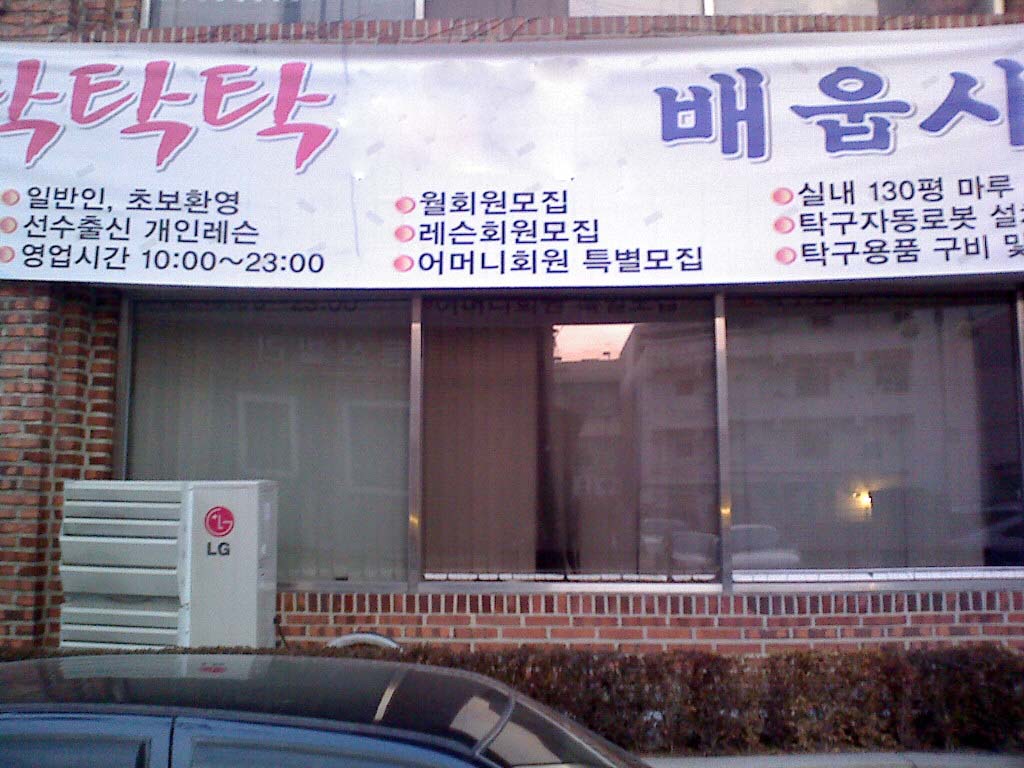 탁탁탁 배웁시
일반인, 초보환영
선수출신 개인레슨
영업시간 10:00~23:00
월회원모집
레슨회원모집
어머니회원 특별모집
실내 130평 마루
탁구자동로봇
탁구용품 구비 및
LG